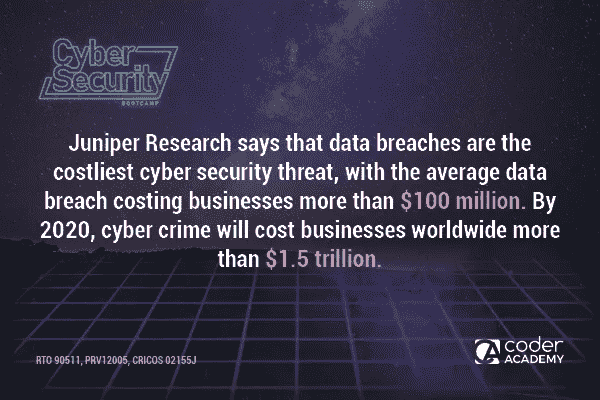 Cyber
Security
BOOTCAMP
Juniper Research says that data breaches are the
costliest cyber security threat, with the average data
breach costing businesses more than $100 million. By
2020, cyber crime will cost businesses worldwide more
than $1.5 trillion.
RTO 90511, PRV12005, CRICOS 02155J
coder
ACADEMY